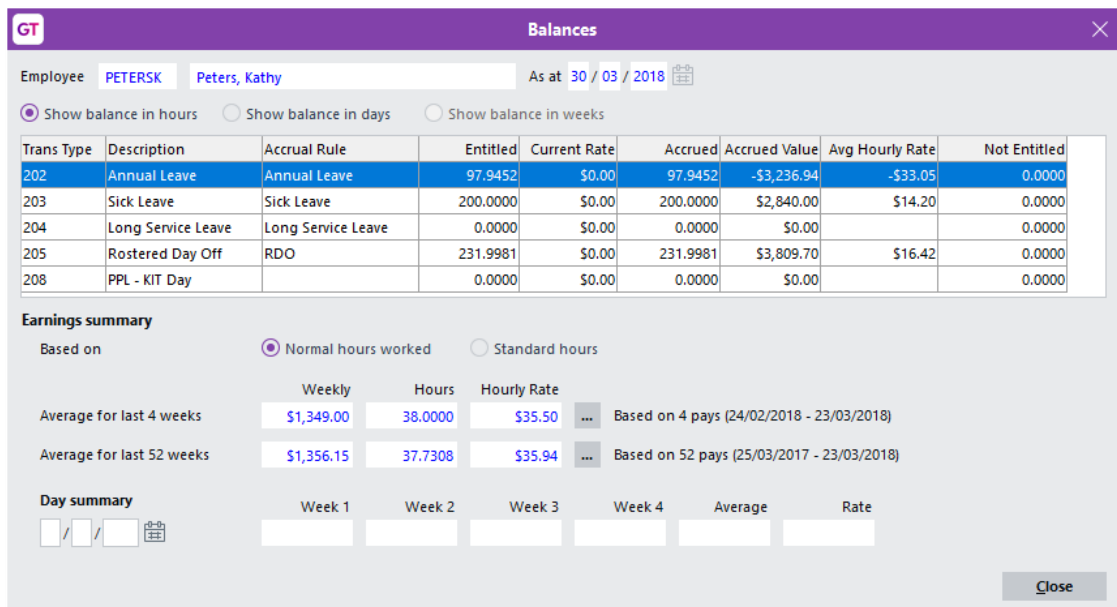 GT Balances
Employee PETERSK Peters, Kathy As at 30 / 03 / 2018
Show balance in hours Show balance in days Show balance in weeks
Trans Type Description Accrual Rule Entitled Current Rate Accrued Accrued Value Avg Hourly Rate Not Entitled
202 Annual Leave Annual Leave 97.9452 $0.00 97.9452 -$3,236.94 -$33.05 0.0000
203 Sick Leave Sick Leave 200.0000 $0.00 200.0000 $2,840.00 $14.20 0.0000
204 Long Service Leave Long Service Leave 0.0000 $0.00 0.0000 $0.00 0.0000
205 Rostered Day Off RDO 231.9981 $0.00 231.9981 $3,809.70 $16.42 0.0000
208 PPL - KIT Day 0.0000 $0.00 0.0000 $0.00 0.0000
Earnings summary
Based on Normal hours worked Standard hours
Weekly Hours Hourly Rate
Average for last 4 weeks $1,349.00 38.0000 $35.50 ... Based on 4 pays (24/02/2018 - 23/03/2018)
Average for last 52 weeks $1,356.15 37.7308 $35.94 ... Based on 52 pays (25/03/2017 - 23/03/2018)
Day summary Week 1 Week 2 Week 3 Week 4 Average Rate
/ /
Close